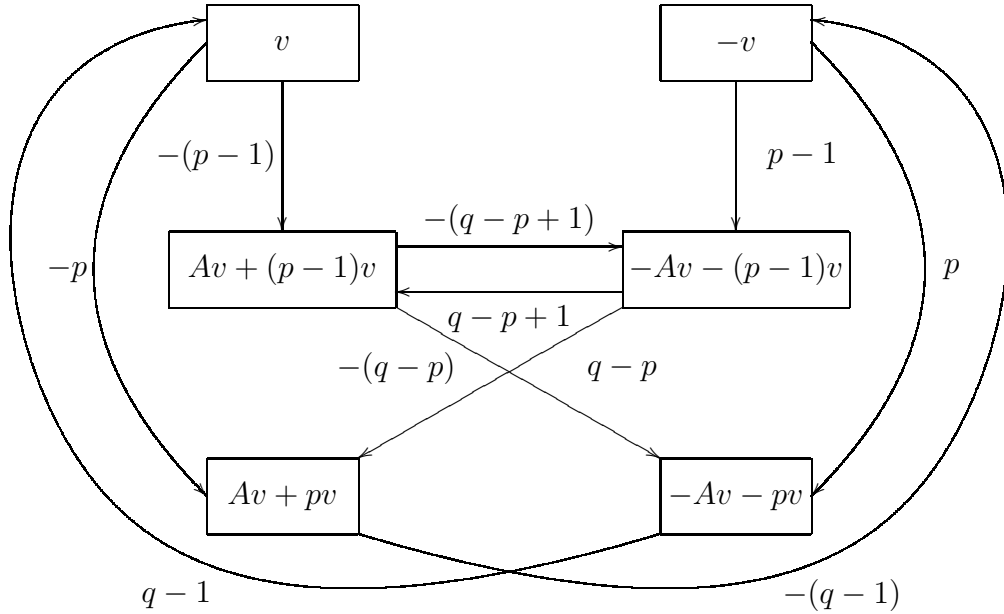 v
−v
−(p − 1)
p − 1
−(q − p + 1)
Av + (p − 1)v
−Av − (p − 1)v
−p
p
q − p + 1
−(q − p)
q − p
Av + pv
−Av − pv
q − 1
−(q − 1)